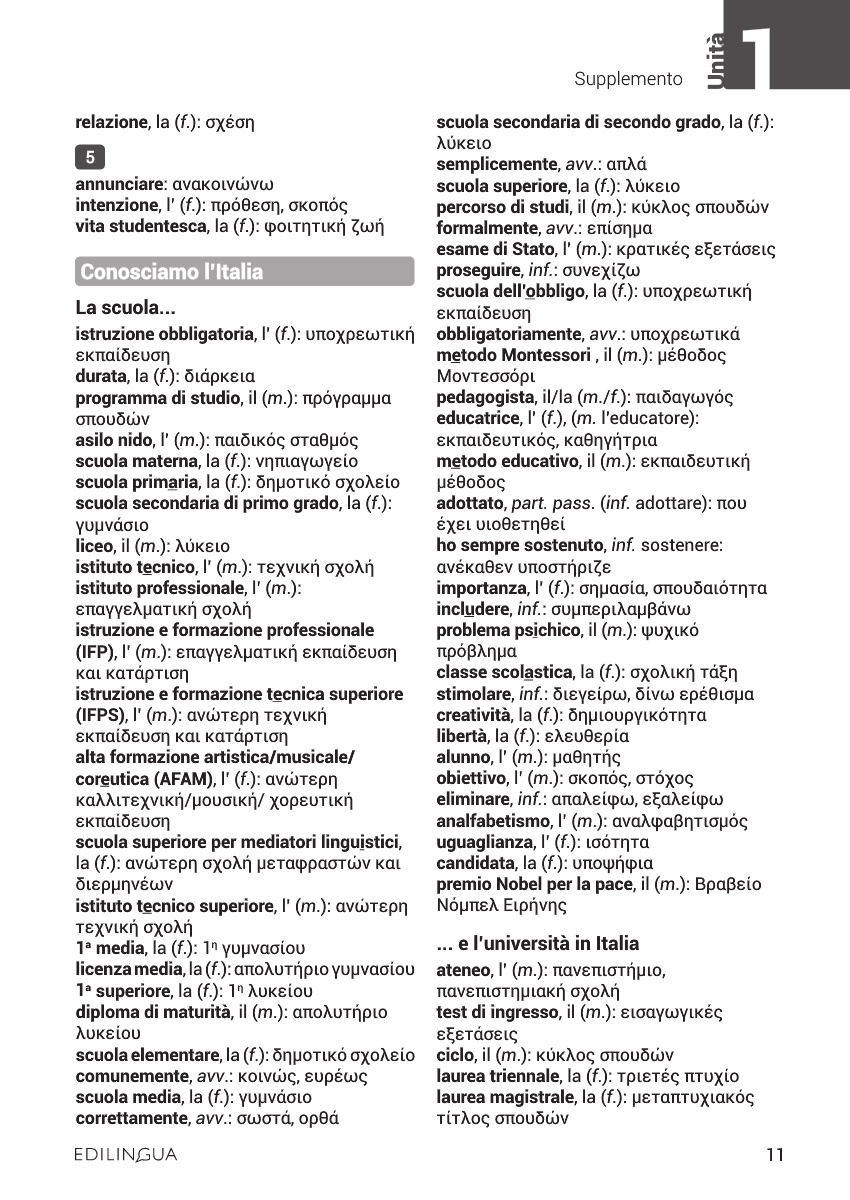 Supplemento
Unità
1
relazione, la (f.): σχέση
5
annunciare: ανακοινώνω
intenzione, l' (f.): πρόθεση, σκοπός
vita studentesca, la (f.): φοιτητική ζωή
Conosciamo l'Italia
La scuola...
istruzione obbligatoria, l' (f.): υποχρεωτική
εκπαίδευση
durata, la (f.): διάρκεια
programma di studio, il (m.): πρόγραμμα
σπουδών
asilo nido, l' (m.): παιδικός σταθμός
scuola materna, la (f.): νηπιαγωγείο
scuola primaria, la (f.): δημοτικό σχολείο
scuola secondaria di primo grado, la (f.):
γυμνάσιο
liceo, il (m.): λύκειο
istituto tecnico, l' (m.): τεχνική σχολή
istituto professionale, l' (m.):
επαγγελματική σχολή
istruzione e formazione professionale
(IFP), l' (m.): επαγγελματική εκπαίδευση
και κατάρτιση
istruzione e formazione tecnica superiore
(IFPS), l' (m.): ανώτερη τεχνική
εκπαίδευση και κατάρτιση
alta formazione artistica/musicale/
coreutica (AFAM), l' (f.): ανώτερη
καλλιτεχνική/μουσική/ χορευτική
εκπαίδευση
scuola superiore per mediatori linguistici,
la (f.): ανώτερη σχολή μεταφραστών και
διερμηνέων
istituto tecnico superiore, l' (m.): ανώτερη
τεχνική σχολή
1ª media, la (f.): 1η γυμνασίου
licenza media, la (f.): απολυτήριο γυμνασίου
1ª superiore, la (f.): 1η λυκείου
diploma di maturità, il (m.): απολυτήριο
λυκείου
scuola elementare, la (f.): δημοτικό σχολείο
comunemente, avv.: κοινώς, ευρέως
scuola media, la (f.): γυμνάσιο
correttamente, avv.: σωστά, ορθά
scuola secondaria di secondo grado, la (f.):
λύκειο
semplicemente, avv.: απλά
scuola superiore, la (f.): λύκειο
percorso di studi, il (m.): κύκλος σπουδών
formalmente, avv.: επίσημα
esame di Stato, l' (m.): κρατικές εξετάσεις
proseguire, inf.: συνεχίζω
scuola dell'obbligo, la (f.): υποχρεωτική
εκπαίδευση
obbligatoriamente, avv.: υποχρεωτικά
metodo Montessori , il (m.): μέθοδος
Μοντεσσόρι
pedagogista, il/la (m./f.): παιδαγωγός
educatrice, l' (f.), (m. l'educatore):
εκπαιδευτικός, καθηγήτρια
metodo educativo, il (m.): εκπαιδευτική
μέθοδος
adottato, part. pass. (inf. adottare): που
έχει υιοθετηθεί
ho sempre sostenuto, inf. sostenere:
ανέκαθεν υποστήριζε
importanza, l' (f.): σημασία, σπουδαιότητα
includere, inf.: συμπεριλαμβάνω
problema psichico, il (m.): ψυχικό
πρόβλημα
classe scolastica, la (f.): σχολική τάξη
stimolare, inf.: διεγείρω, δίνω ερέθισμα
creatività, la (f.): δημιουργικότητα
libertà, la (f.): ελευθερία
alunno, l' (m.): μαθητής
obiettivo, l' (m.): σκοπός, στόχος
eliminare, inf.: απαλείφω, εξαλείφω
analfabetismo, l' (m.): αναλφαβητισμός
uguaglianza, l' (f.): ισότητα
candidata, la (f.): υποψήφια
premio Nobel per la pace, il (m.): Βραβείο
Νόμπελ Ειρήνης
... e l'università in Italia
ateneo, l' (m.): πανεπιστήμιο,
πανεπιστημιακή σχολή
test di ingresso, il (m.): εισαγωγικές
εξετάσεις
ciclo, il (m.): κύκλος σπουδών
laurea triennale, la (f.): τριετές πτυχίο
laurea magistrale, la (f.): μεταπτυχιακός
τίτλος σπουδών
EDILINGUA
11